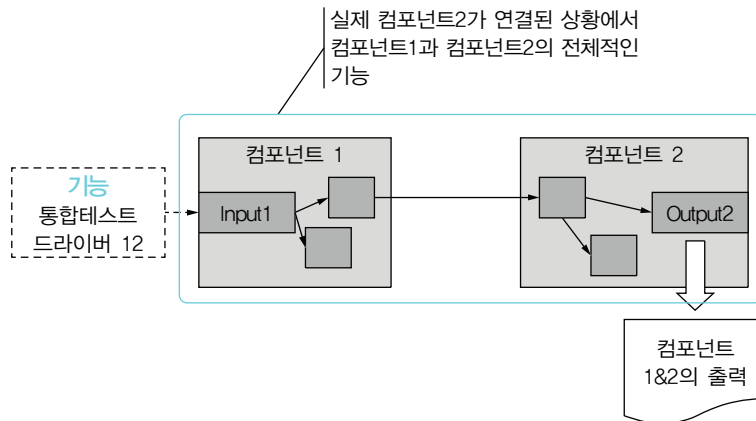 실제 컴포넌트2가 연결된 상황에서
컴포넌트1과 컴포넌트2의 전체적인
기능
컴포넌트 1
컴포넌트 2
기능
통합테스트
드라이버 12
Input1
Output2
컴포넌트
1&2의 출력